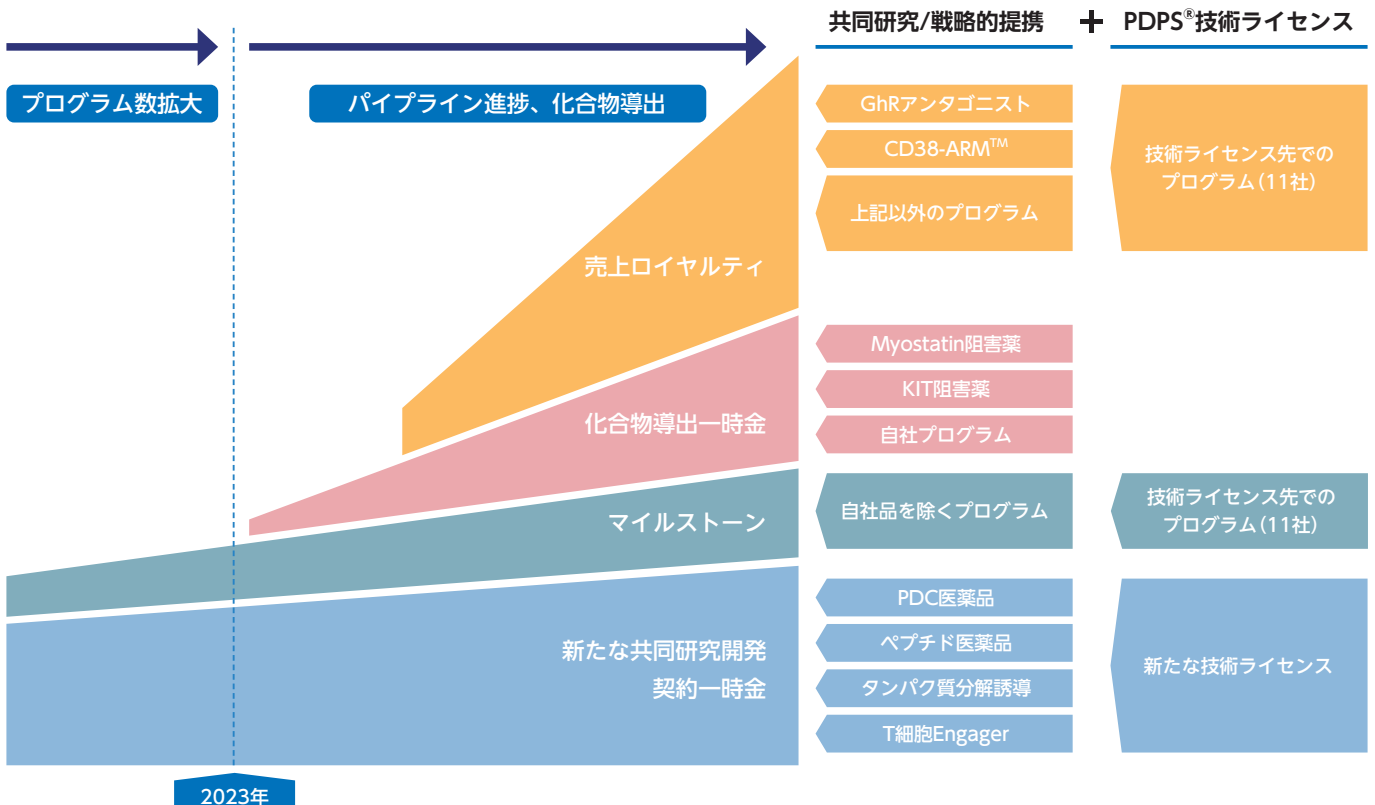 共同研究/戦略的提携 + PDPS®技術ライセンス
プログラム数拡大
パイプライン進捗、化合物導出
GhRアンタゴニスト
CD38-ARM™
上記以外のプログラム
技術ライセンス先での
プログラム(11社)
売上ロイヤルティ
Myostatin阻害薬
KIT阻害薬
自社プログラム
化合物導出一時金
自社品を除くプログラム
技術ライセンス先での
プログラム(11社)
マイルストーン
PDC医薬品
ペプチド医薬品
タンパク質分解誘導
T細胞Engager
新たな技術ライセンス
新たな共同研究開発
契約一時金
2023年